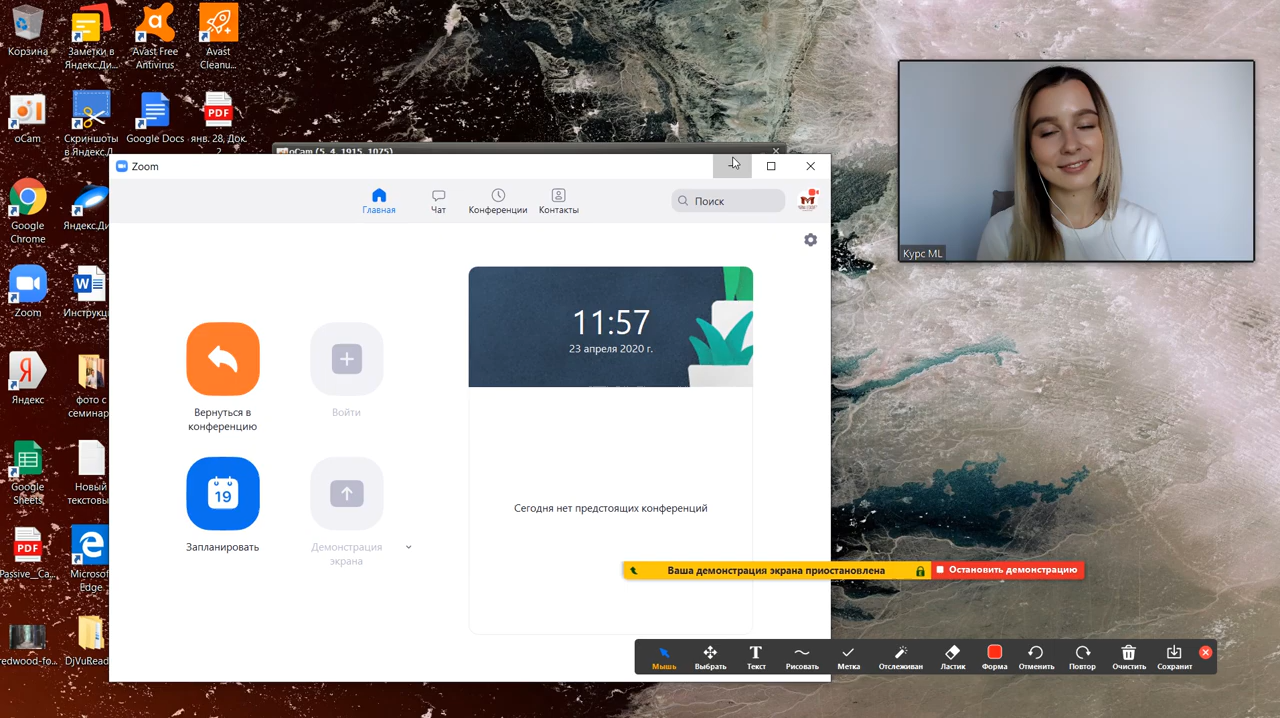 Корзина
Заметки в
Яндекс.Ди...
Avast Free
Antivirus
Avast
Cleanu...
oCam
Скриншоты
в Яндекс.Д
Google Docs
PDF
янв. 28, Док.
2
Google
Chrome
Яндекс.Ди
Zoom
W
Инструкц
Я
Яндекс
фото с
семинар
Google
Sheets
Новый
текстовы
PDF
Passive_Ca...
Microsof
Edge
redwood-fo...
DjVuRead
oCam (5, 4, 1915, 1075)
Zoom
Главная
Чат
Конференции
Контакты
Поиск
Вернуться в
конференцию
Войти
19
Запланировать
Демонстрация
экрана
11:57
23 апреля 2020 г.
Сегодня нет предстоящих конференций
Курс ML
Ваша демонстрация экрана приостановлена
Остановить демонстрацию
Мышь
Выбрать
T
Текст
Рисовать
Метка
Отслеживан
Ластик
Форма
Отменить
Повтор
Очистить
Сохранит